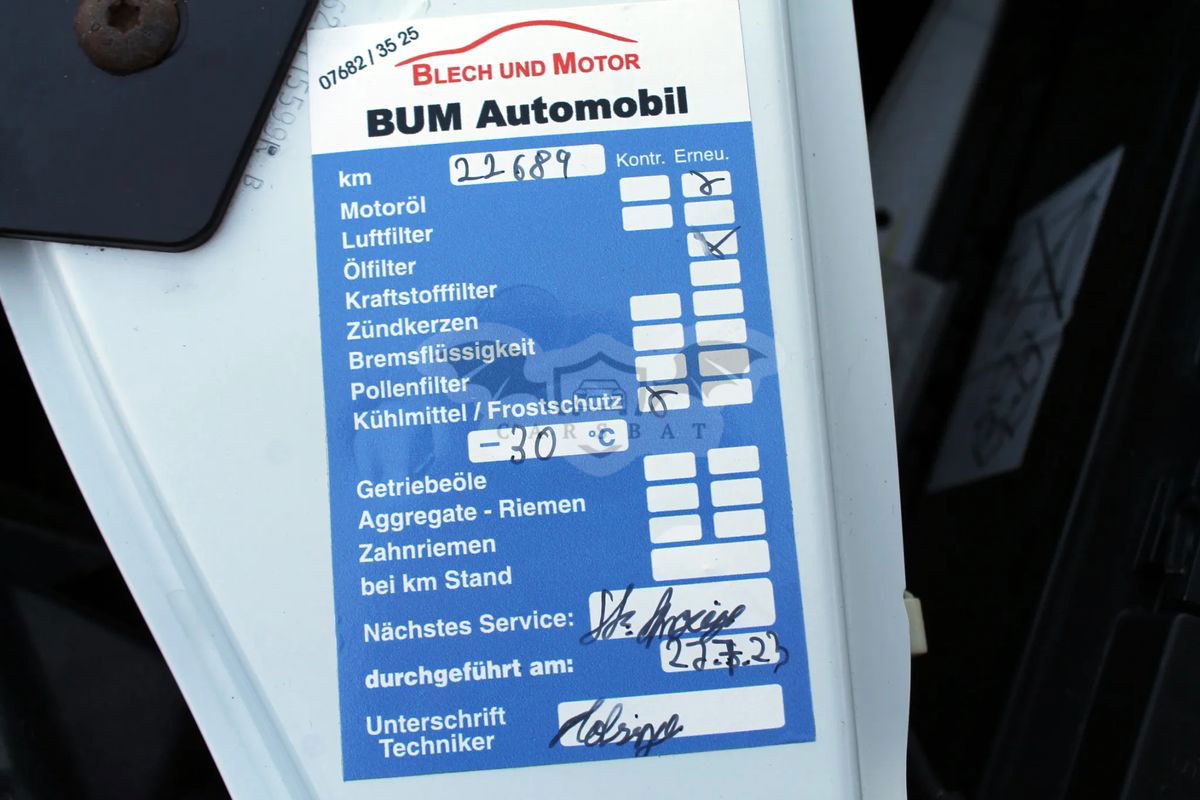 07682 / 35 25
BLECH UND MOTOR
BUM Automobil
km 22689 Kontr. Erneu.
Motoröl
Luftfilter
Ölfilter
Kraftstofffilter
Zündkerzen
Bremsflüssigkeit
Pollenfilter
Kühlmittel / Frostschutz
-30 °C
CARSBAT
Getriebeöle
Aggregate - Riemen
Zahnriemen
bei km Stand
Nächstes Service:
durchgeführt am: 27.7.23
Unterschrift
Techniker